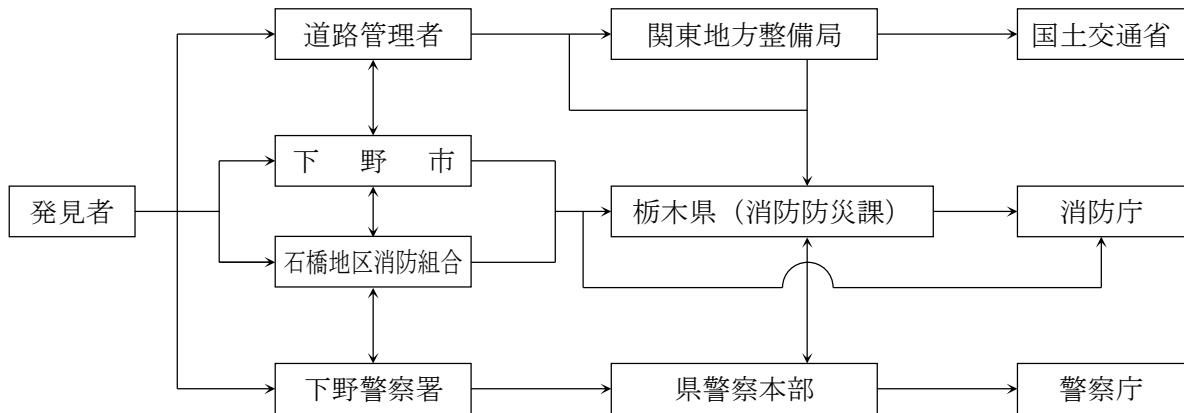 道路管理者
関東地方整備局
国土交通省
下野市
発見者
栃木県（消防防災課）
消防庁
石橋地区消防組合
下野警察署
県警察本部
警察庁